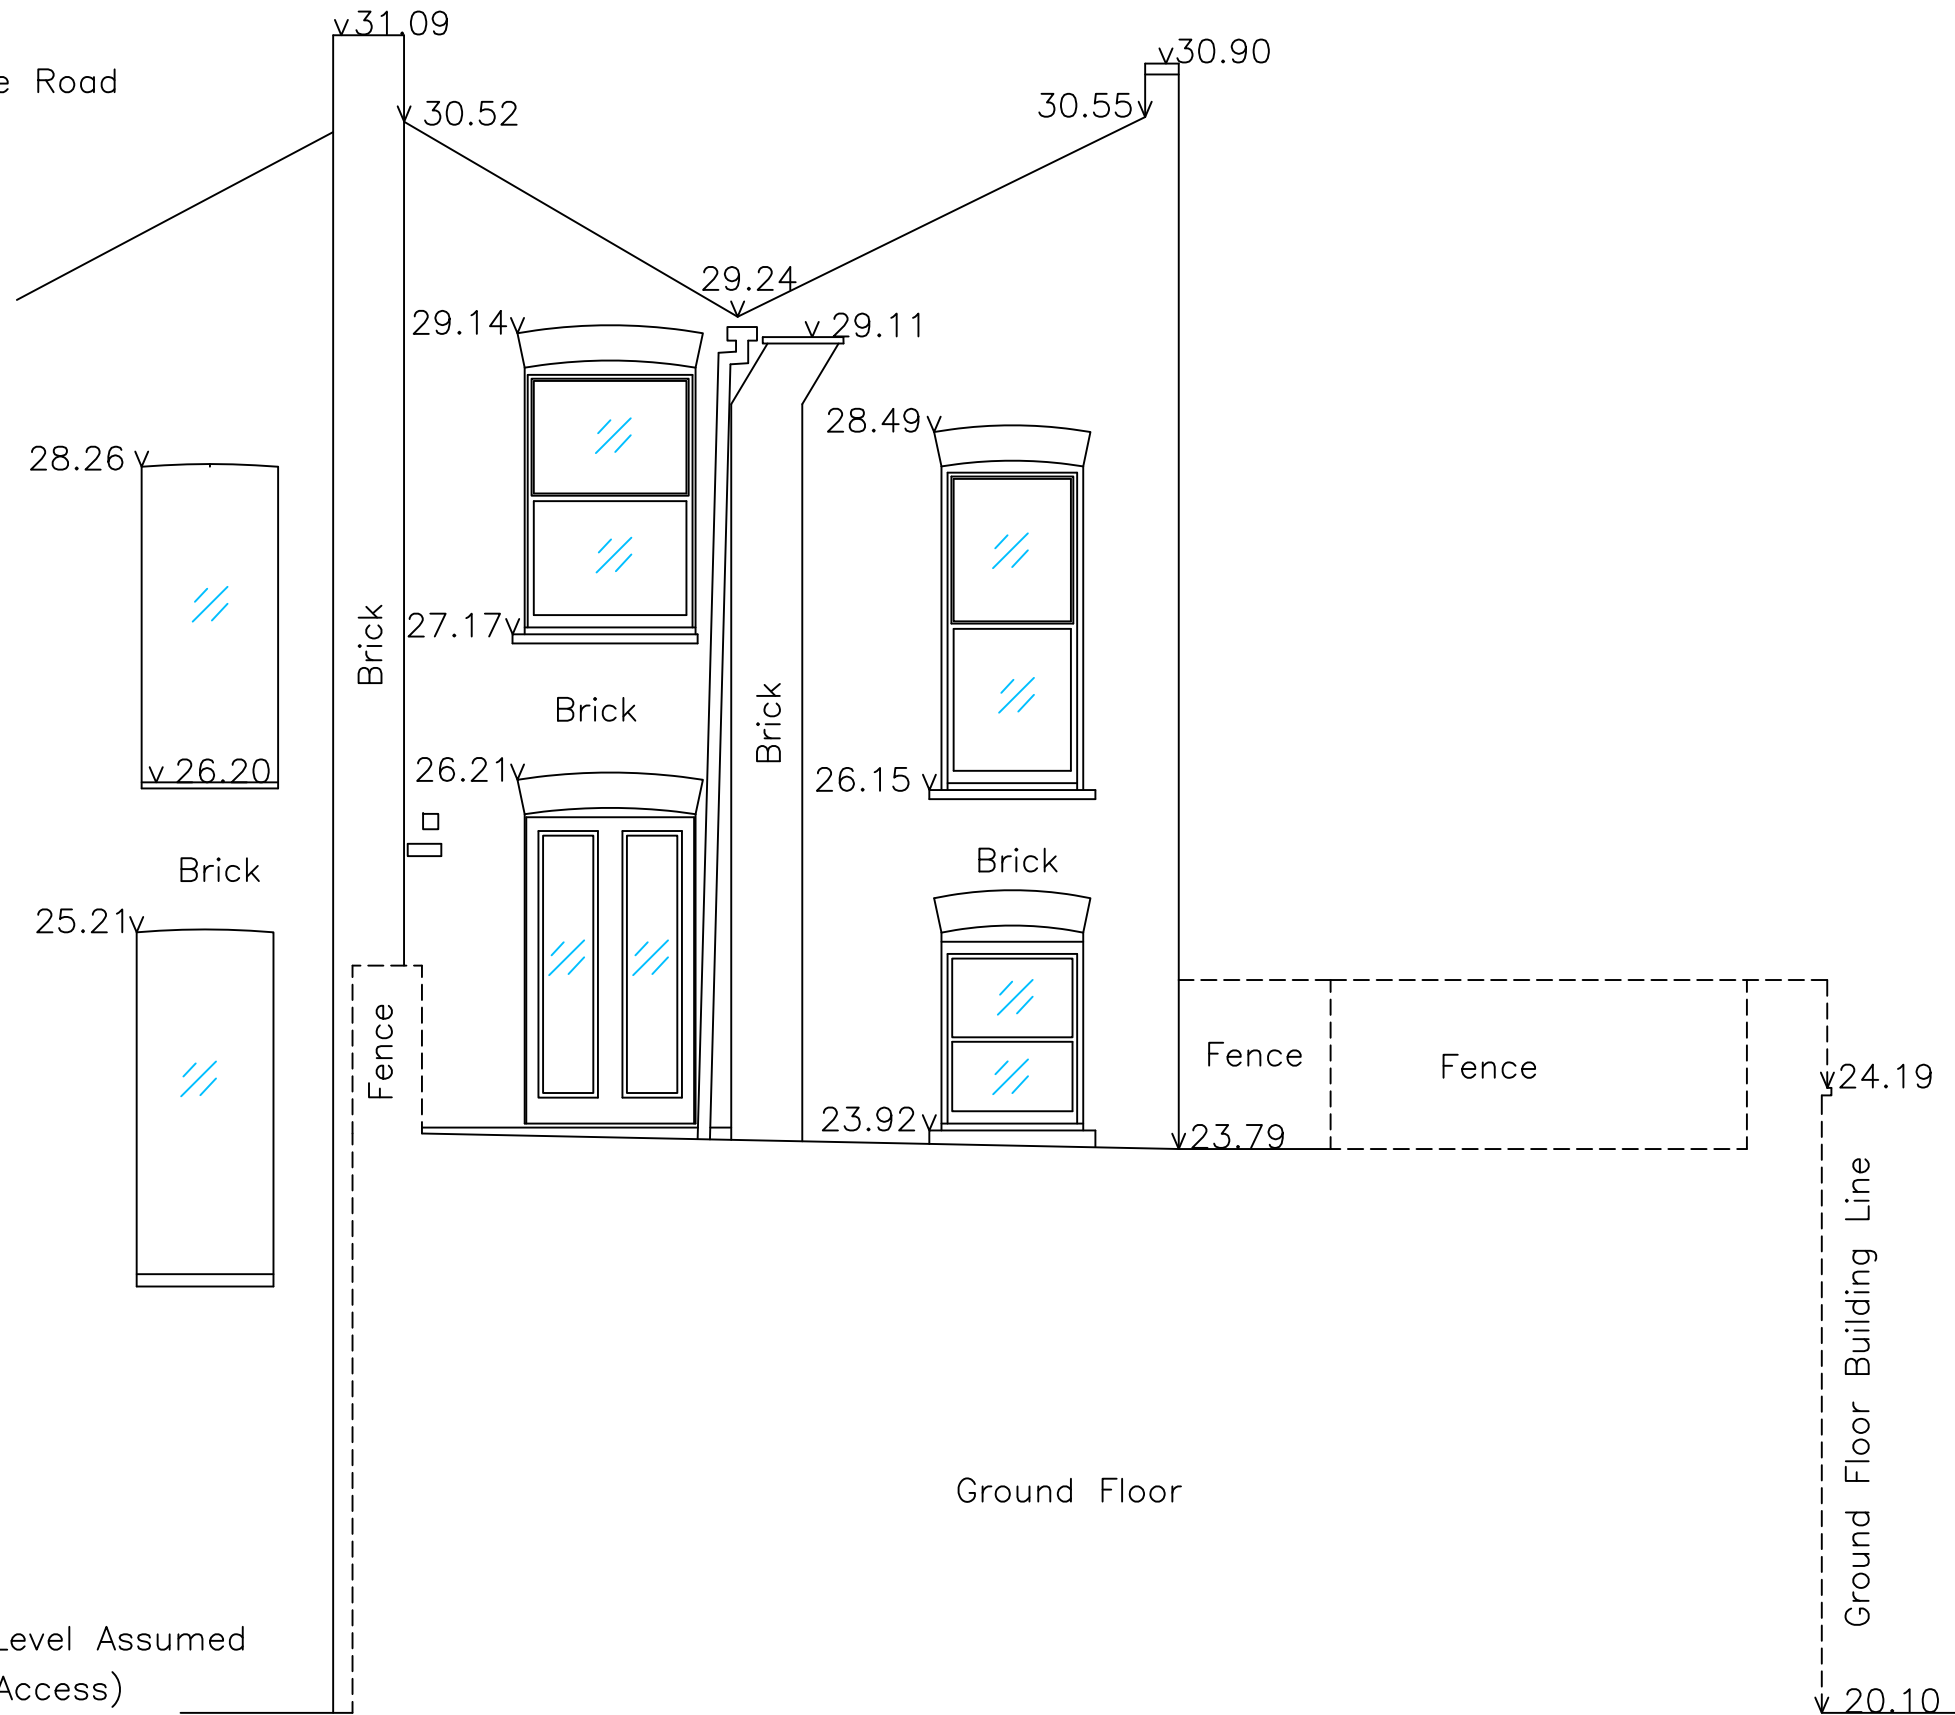 31.09
30.90
Road
30.55
30.52
29.24
29.14
29.11
28.49
28.26
Brick
27.17
Brick
Brick
26.21
26.20
26.15
Brick
Brick
25.21
Fence
Fence
Fence
24.19
23.92
23.79
Ground Floor Building Line
Ground Floor
Level Assumed
Access)
20.10